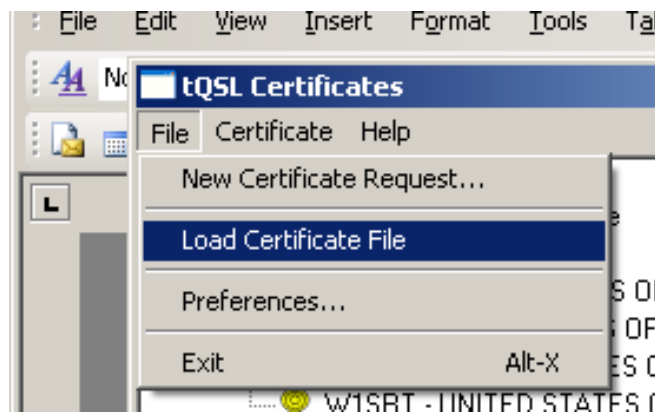 File Edit View Insert Format Tools
tQSL Certificates
File Certificate Help
New Certificate Request...
Load Certificate File
Preferences...
Exit Alt-X
W1SBT - UNITED STATES